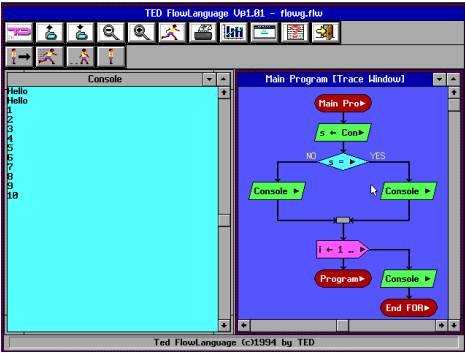 TED FlowLanguage Vβ1.01 - flowg.flw
Console
Hello
Hello
1
2
3
4
5
6
7
8
9
10
Main Program [Trace Window]
Main Pro
s ← Con
NO
s =
YES
Console
Console
i ← 1 ..
Program
Console
End FOR
Ted FlowLanguage (c)1994 by TED